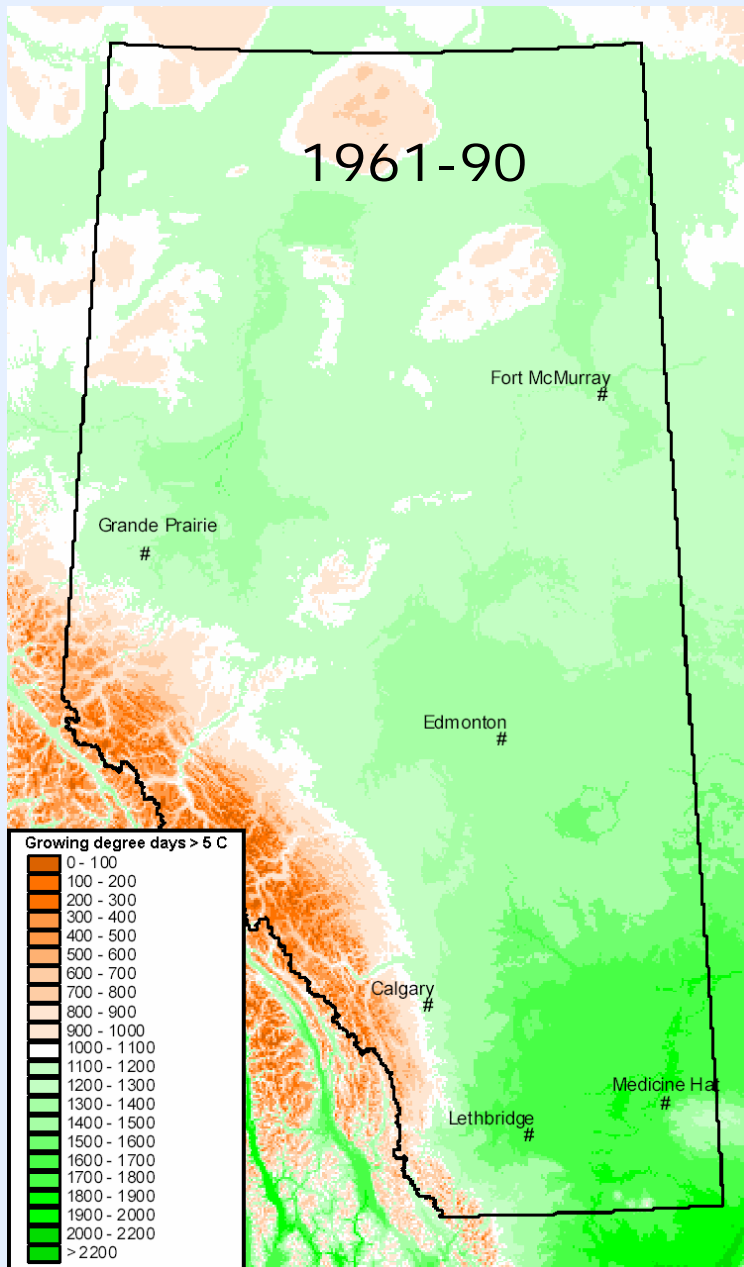 1961-90
Fort McMurray
#
Grande Prairie
#
Edmonton
#
Calgary
#
Medicine Hat
#
Lethbridge
#
Growing degree days > 5 C
0 - 100
100 - 200
200 - 300
300 - 400
400 - 500
500 - 600
600 - 700
700 - 800
800 - 900
900 - 1000
1000 - 1100
1100 - 1200
1200 - 1300
1300 - 1400
1400 - 1500
1500 - 1600
1600 - 1700
1700 - 1800
1800 - 1900
1900 - 2000
2000 - 2200
> 2200